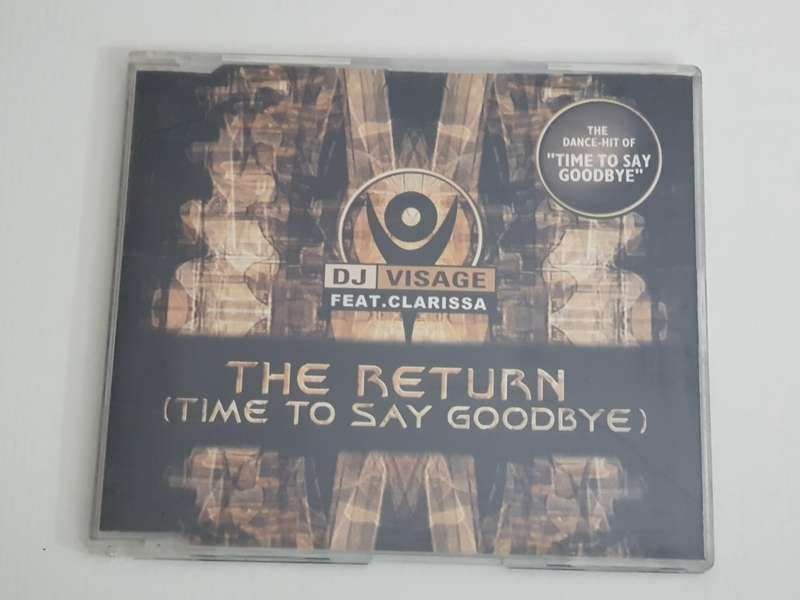 THE
DANCE-HIT OF
"TIME TO SAY
GOODBYE"
DJ VISAGE
FEAT.CLARISSA
THE RETURN
(TIME TO SAY GOODBYE)